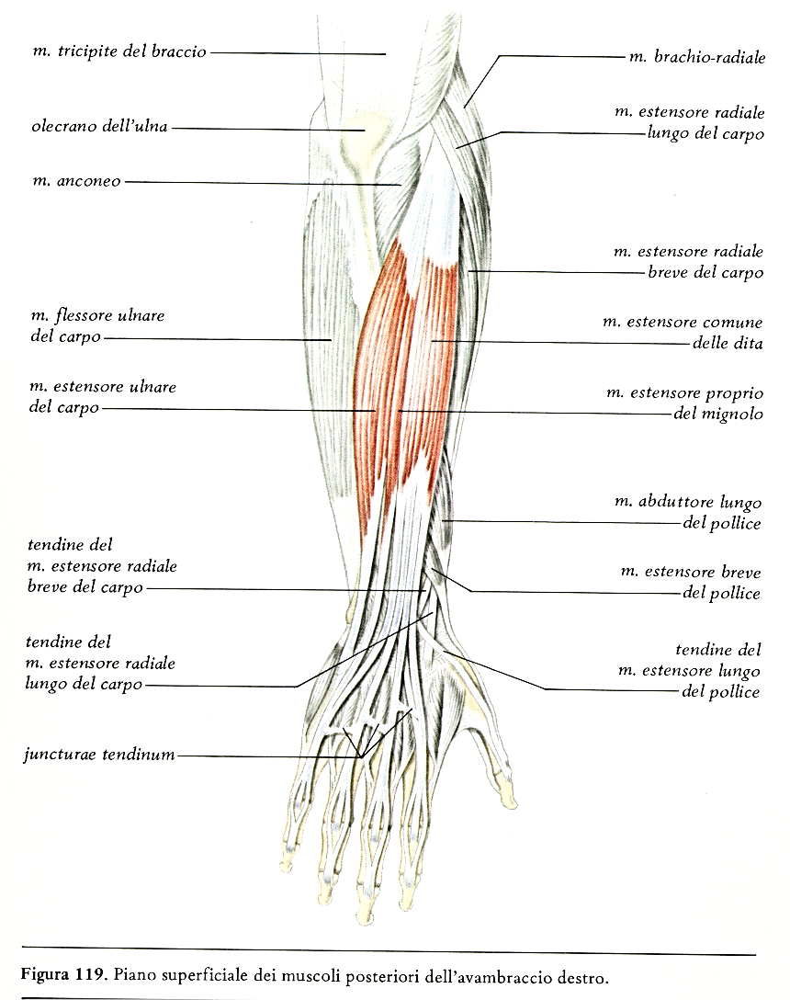 m. tricipite del braccio
olecrano dell'ulna
m. anconeo
m. flessore ulnare
del carpo
m. estensore ulnare
del carpo
tendine del
m. estensore radiale
breve del carpo
tendine del
m. estensore radiale
lungo del carpo
juncturae tendinum
m. brachio-radiale
m. estensore radiale
lungo del carpo
m. estensore radiale
breve del carpo
m. estensore comune
delle dita
m. estensore proprio
del mignolo
m. abduttore lungo
del pollice
m. estensore breve
del pollice
tendine del
m. estensore lungo
del pollice
Figura 119. Piano superficiale dei muscoli posteriori dell'avambraccio destro.